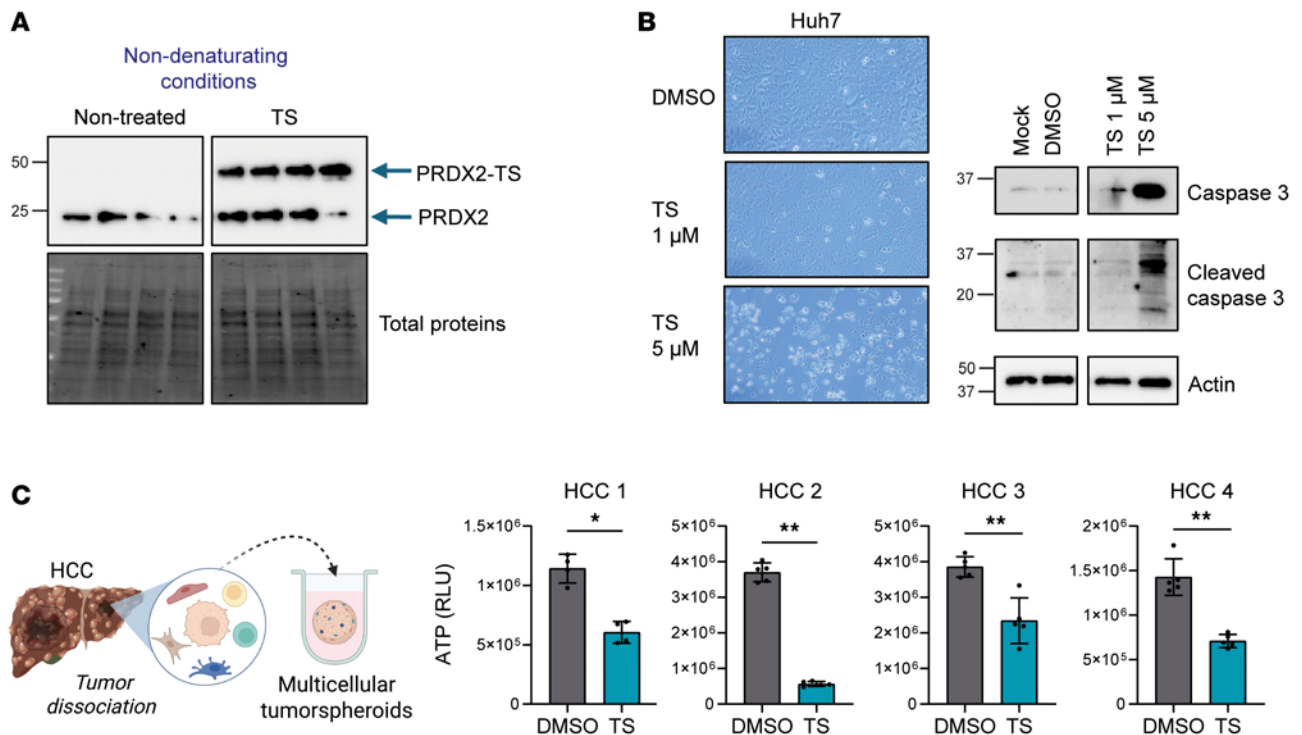 A
Non-denaturating
conditions
Non-treated
TS
50
25
PRDX2-TS
PRDX2
Total proteins
B
Huh7
DMSO
TS
1 µM
TS
5 µM
Mock
DMSO
TS 1 µM
TS 5 µM
37
Caspase 3
37
20
Cleaved
caspase 3
50
37
Actin
C
HCC
Tumor
dissociation
Multicellular
tumorspheroids
ATP (RLU)
HCC 1
*
1.5×10⁶
1×10⁶
5×10⁵
0
DMSO TS
HCC 2
**
5×10⁶
4×10⁶
3×10⁶
2×10⁶
1×10⁶
0
DMSO TS
HCC 3
**
5×10⁶
4×10⁶
3×10⁶
2×10⁶
1×10⁶
0
DMSO TS
HCC 4
**
2×10⁶
1.5×10⁶
1×10⁶
5×10⁵
0
DMSO TS